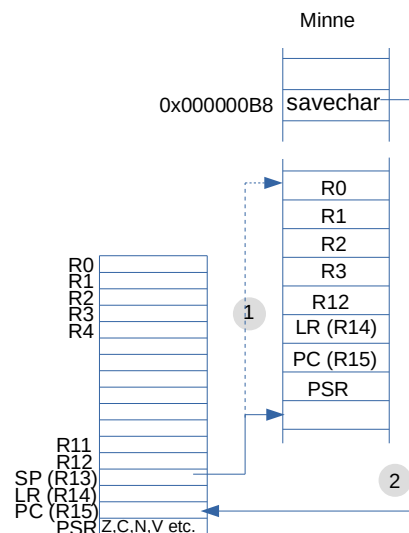 Minne
0x000000B8 savechar
R0
R1
R2
R3
R12
LR (R14)
PC (R15)
PSR
1
R0
R1
R2
R3
R4
R11
R12
SP (R13)
LR (R14)
PC (R15)
PSR Z,C,N,V etc.
2